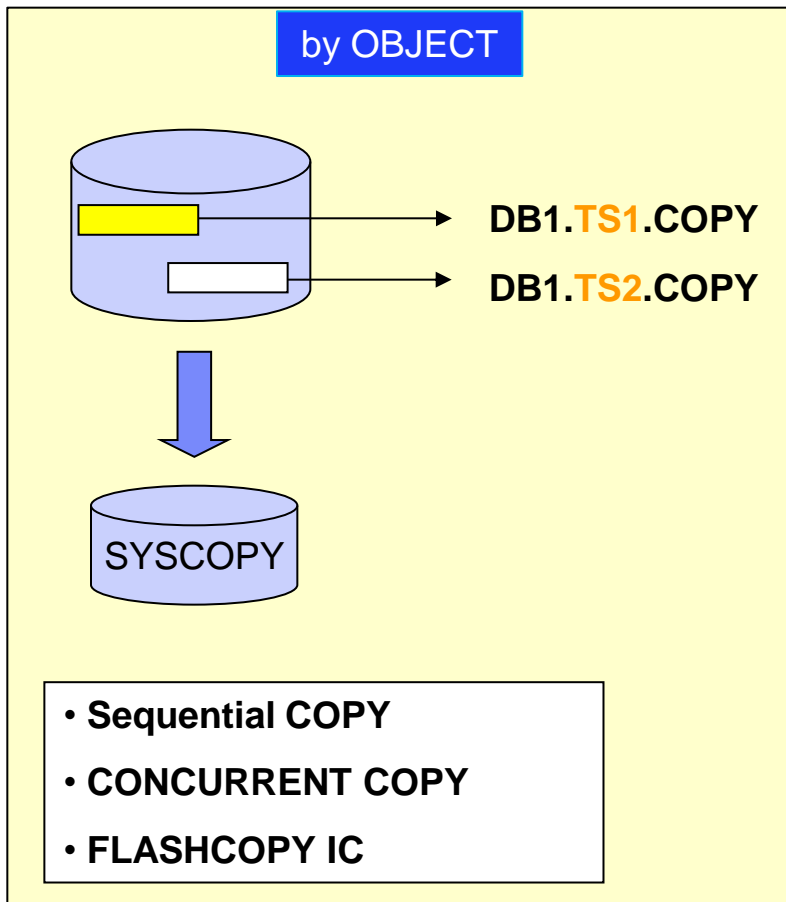 by OBJECT
DB1.TS1.COPY
DB1.TS2.COPY
SYSCOPY
• Sequential COPY
• CONCURRENT COPY
• FLASHCOPY IC